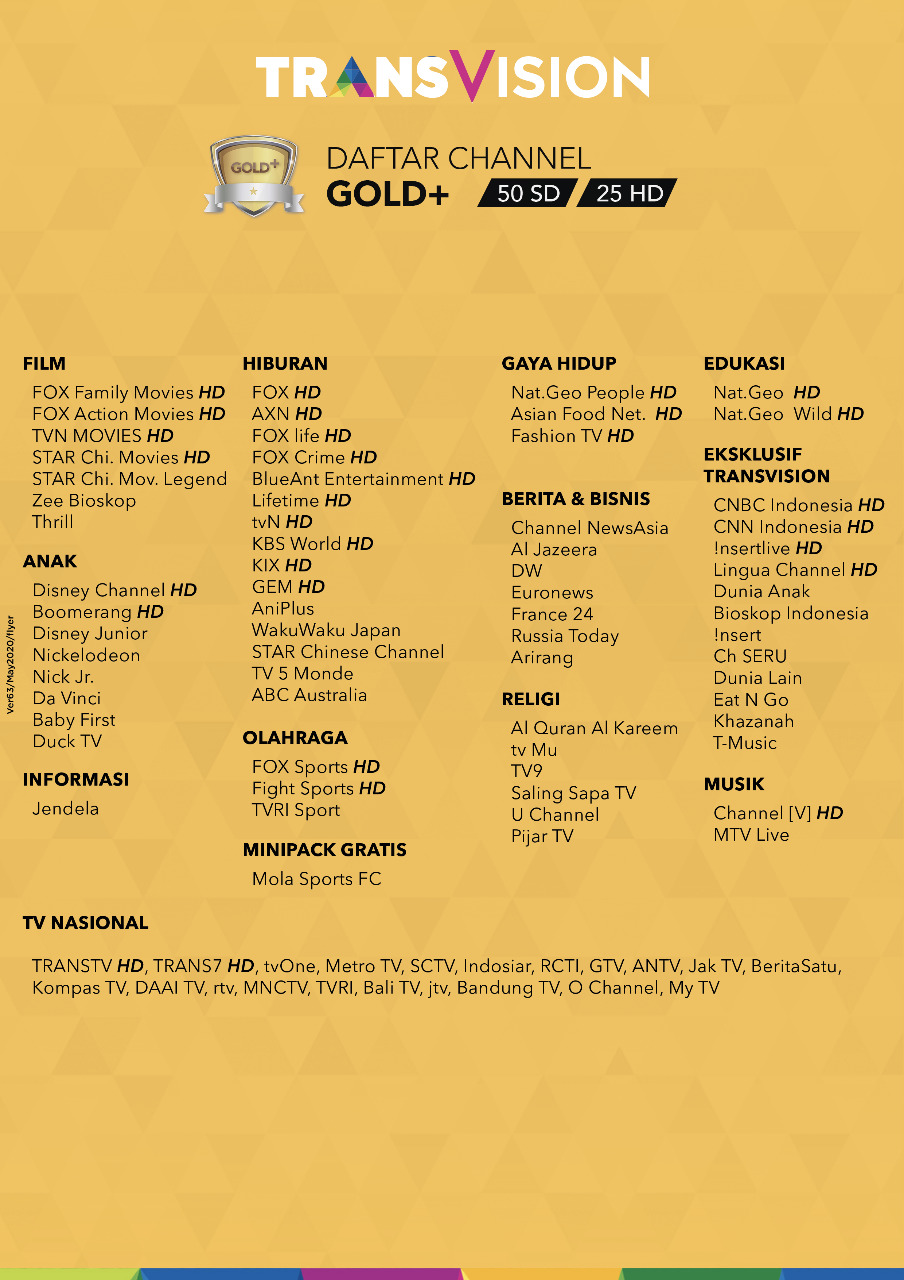 TRANSVISION
GOLD+
DAFTAR CHANNEL
GOLD+ 50 SD 25 HD
FILM
FOX Family Movies HD
FOX Action Movies HD
TVN MOVIES HD
STAR Chi. Movies HD
STAR Chi. Mov. Legend
Zee Bioskop
Thrill
ANAK
Disney Channel HD
Boomerang HD
Disney Junior
Nickelodeon
Nick Jr.
Da Vinci
Baby First
Duck TV
INFORMASI
Jendela
HIBURAN
FOX HD
AXN HD
FOX life HD
FOX Crime HD
BlueAnt Entertainment HD
Lifetime HD
tvN HD
KBS World HD
KIX HD
GEM HD
AniPlus
WakuWaku Japan
STAR Chinese Channel
TV 5 Monde
ABC Australia
OLAHRAGA
FOX Sports HD
Fight Sports HD
TVRI Sport
MINIPACK GRATIS
Mola Sports FC
GAYA HIDUP
Nat.Geo People HD
Asian Food Net. HD
Fashion TV HD
BERITA & BISNIS
Channel NewsAsia
Al Jazeera
DW
Euronews
France 24
Russia Today
Arirang
RELIGI
Al Quran Al Kareem
tv Mu
TV9
Saling Sapa TV
U Channel
Pijar TV
EDUKASI
Nat.Geo HD
Nat.Geo Wild HD
EKSKLUSIF
TRANSVISION
CNBC Indonesia HD
CNN Indonesia HD
!nsertlive HD
Lingua Channel HD
Dunia Anak
Bioskop Indonesia
!nsert
Ch SERU
Dunia Lain
Eat N Go
Khazanah
T-Music
MUSIK
Channel [V] HD
MTV Live
TV NASIONAL
TRANSTV HD, TRANS7 HD, tvOne, Metro TV, SCTV, Indosiar, RCTI, GTV, ANTV, Jak TV, BeritaSatu,
Kompas TV, DAAI TV, rtv, MNCTV, TVRI, Bali TV, jtv, Bandung TV, O Channel, My TV
Ver63/May2020/flyer